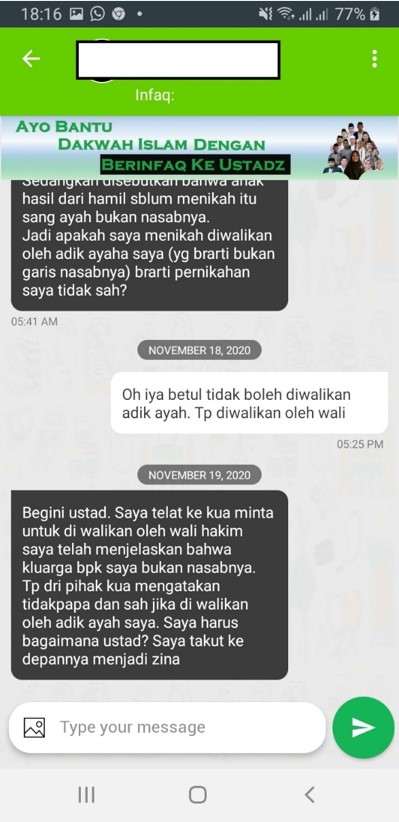 18:16
77%
Infaq:
AYO BANTU
DAKWAH ISLAM DENGAN
BERINFAQ KE USTADZ
Sedangkan disebutkan bahwa anak
hasil dari hamil sblum menikah itu
sang ayah bukan nasabnya.
Jadi apakah saya menikah diwalikan
oleh adik ayaha saya (yg brarti bukan
garis nasabnya) brarti pernikahan
saya tidak sah?
05:41 AM
NOVEMBER 18, 2020
Oh iya betul tidak boleh diwalikan
adik ayah. Tp diwalikan oleh wali
05:25 PM
NOVEMBER 19, 2020
Begini ustad. Saya telat ke kua minta
untuk di walikan oleh wali hakim
saya telah menjelaskan bahwa
kluarga bpk saya bukan nasabnya.
Tp dri pihak kua mengatakan
tidakpapa dan sah jika di walikan
oleh adik ayah saya. Saya harus
bagaimana ustad? Saya takut ke
depannya menjadi zina
Type your message